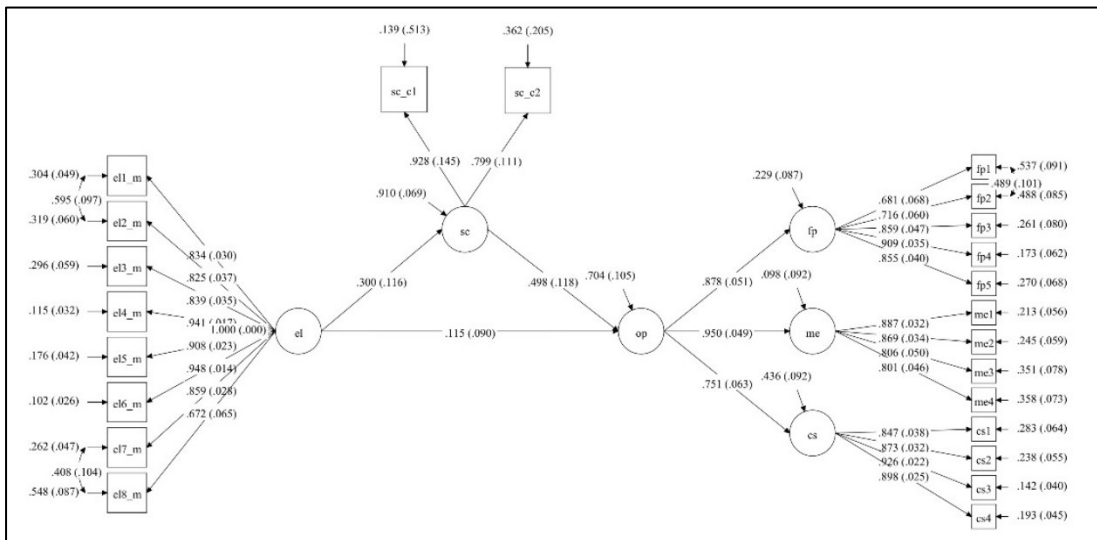 .139 (.513)
.362 (.205)
sc_c1
sc_c2
.928 (.145)
.799 (.111)
.910 (.069)
sc
.304 (.049)
el1_m
.595 (.097)
.319 (.060)
el2_m
.296 (.059)
el3_m
.115 (.032)
el4_m
.176 (.042)
el5_m
.102 (.026)
el6_m
.262 (.047)
el7_m
.408 (.104)
.548 (.087)
el8_m
.834 (.030)
.825 (.037)
.839 (.035)
.941 (.017)
1.000 (.000)
.908 (.023)
.948 (.014)
.859 (.028)
.672 (.065)
el
.300 (.116)
.498 (.118)
.115 (.090)
.704 (.105)
op
.878 (.051)
.950 (.049)
.751 (.063)
.229 (.087)
fp
.098 (.092)
me
.436 (.092)
cs
.681 (.068)
.716 (.060)
.859 (.047)
.909 (.035)
.855 (.040)
.887 (.032)
.869 (.034)
.806 (.050)
.801 (.046)
.847 (.038)
.873 (.032)
.926 (.022)
.898 (.025)
fp1
.537 (.091)
.489 (.101)
fp2
.488 (.085)
fp3
.261 (.080)
fp4
.173 (.062)
fp5
.270 (.068)
me1
.213 (.056)
me2
.245 (.059)
me3
.351 (.078)
me4
.358 (.073)
cs1
.283 (.064)
cs2
.238 (.055)
cs3
.142 (.040)
cs4
.193 (.045)